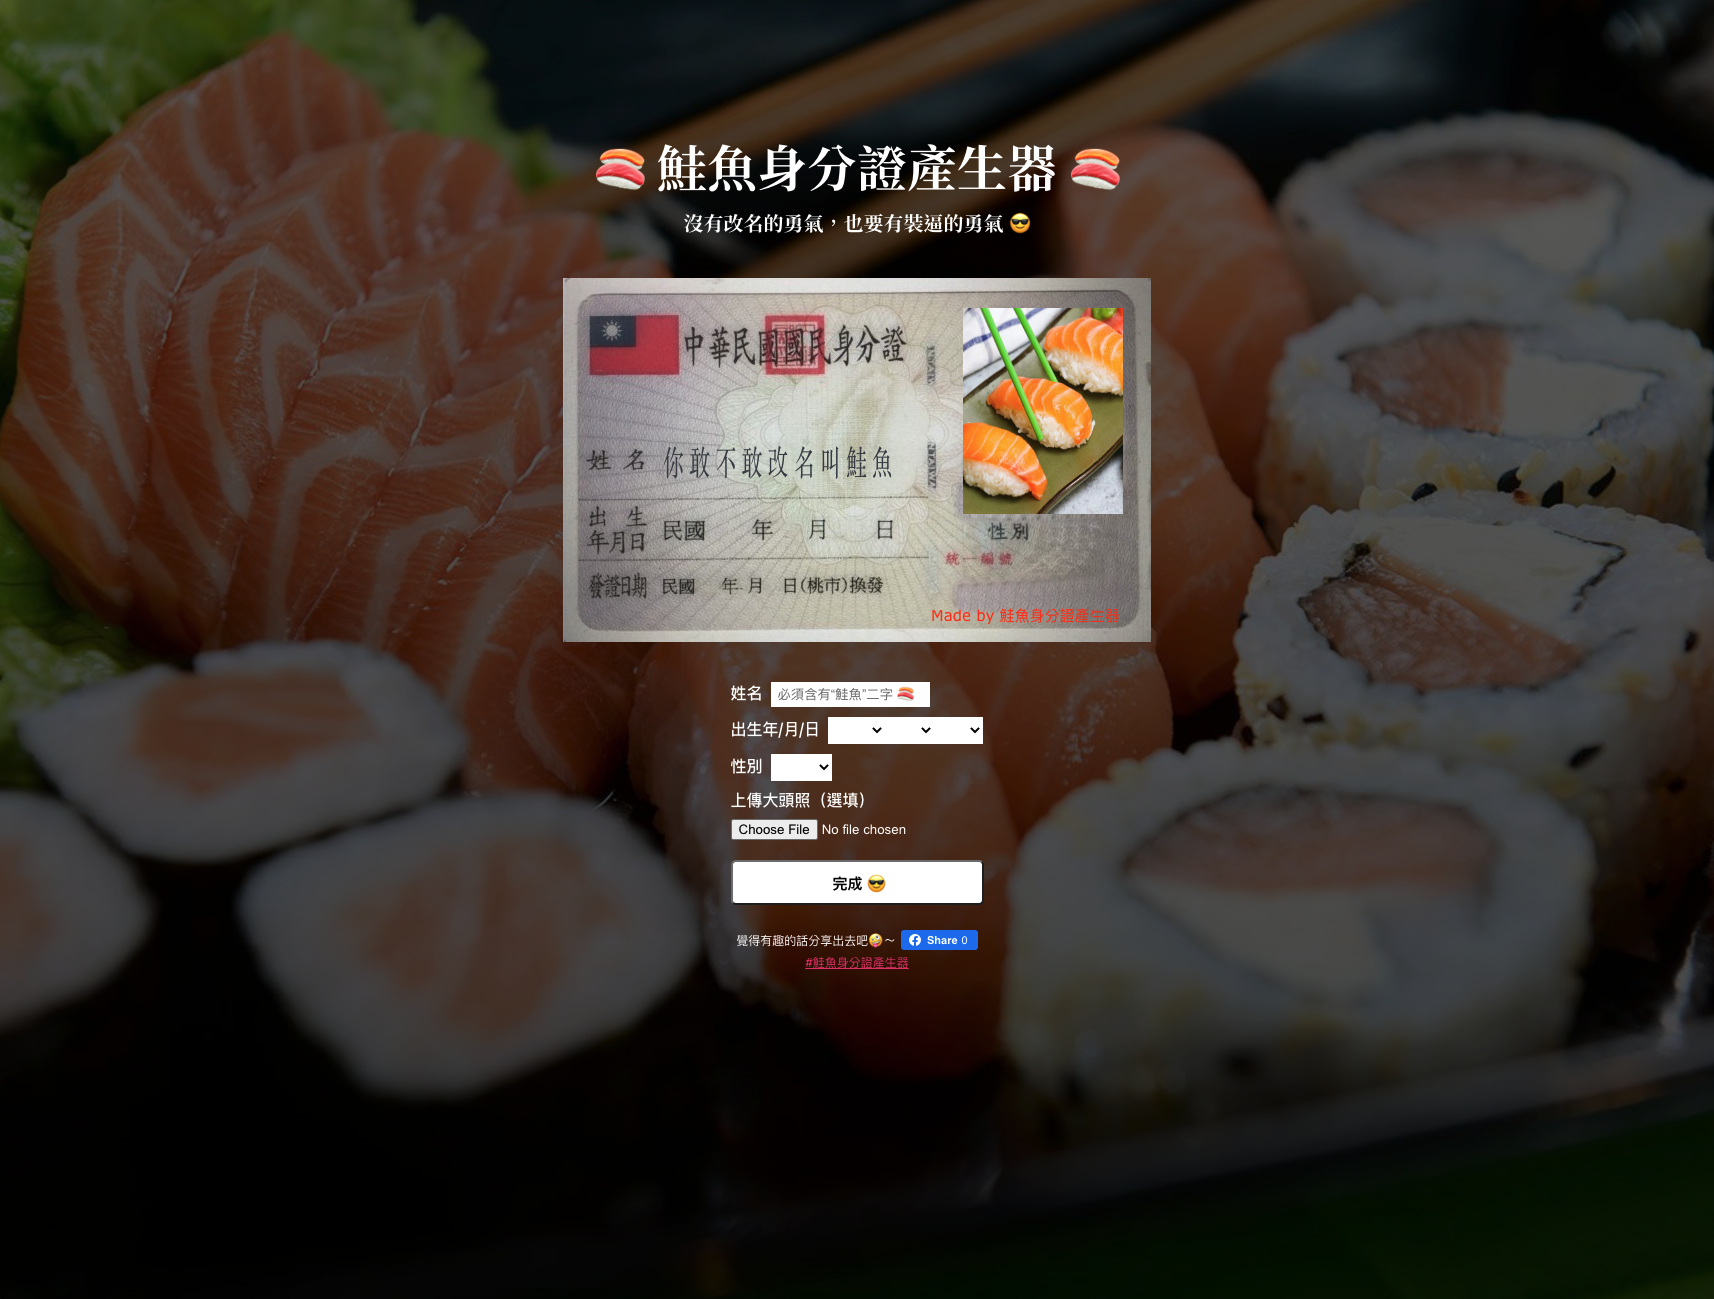 🍣 鮭魚身分證產生器 🍣
沒有改名的勇氣，也要有裝逼的勇氣 😎
中華民國國民身分證
姓名 你敢不敢改名叫鮭魚
出生年月日 民國 年 月 日
性別
統一編號
發證日期 民國 年 月 日(桃市)換發
Made by 鮭魚身分證產生器
姓名 必須含有“鮭魚”二字 🍣
出生年/月/日
性別
上傳大頭照（選填）
Choose File No file chosen
完成 😎
覺得有趣的話分享出去吧🤪～ Share 0
#鮭魚身分證產生器